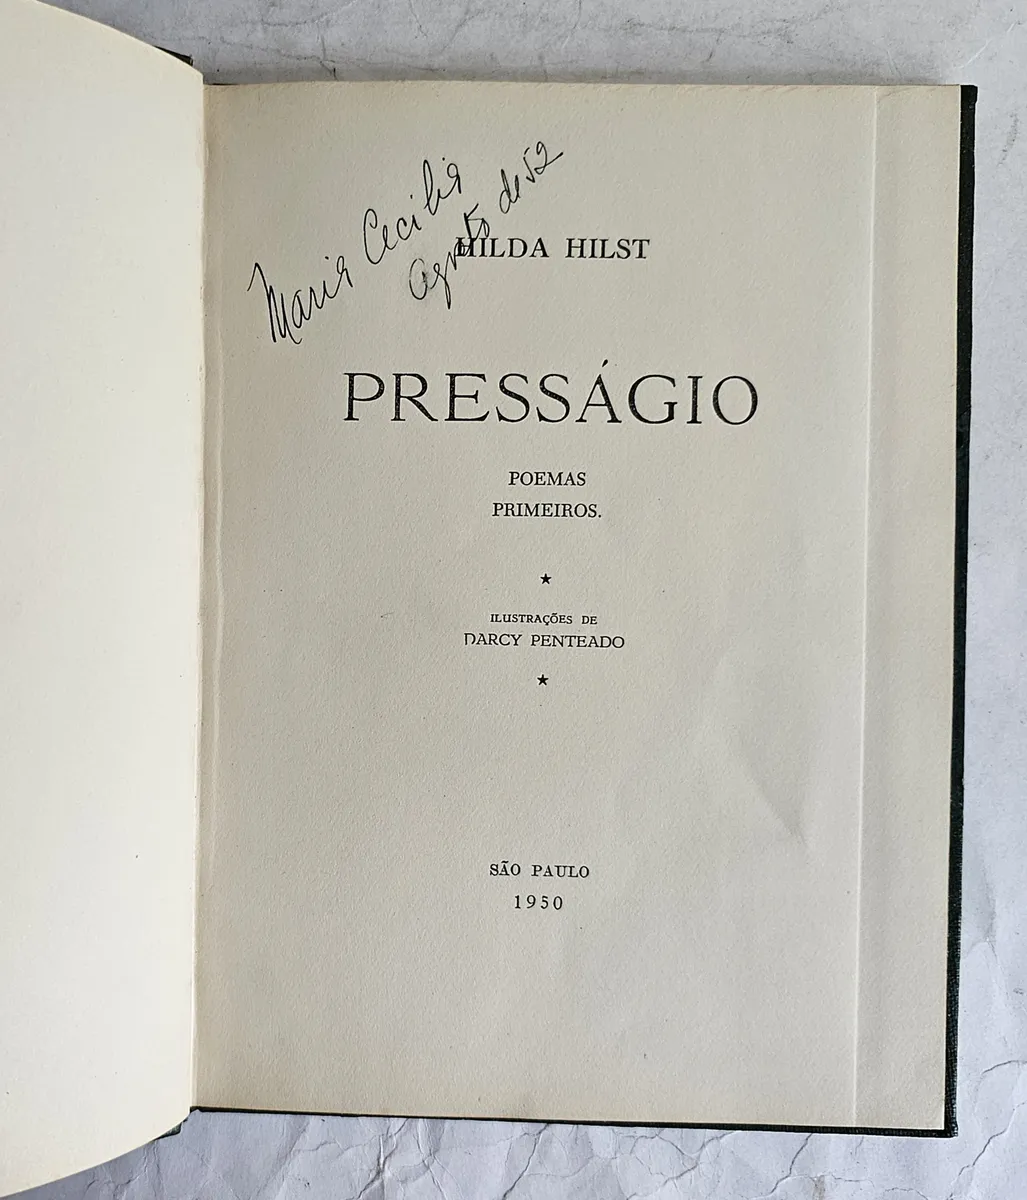 Maria Cecilia
Agosto de 52
HILDA HILST
PRESSÁGIO
POEMAS
PRIMEIROS.
★
ILUSTRAÇÕES DE
DARCY PENTEADO
★
SÃO PAULO
1950